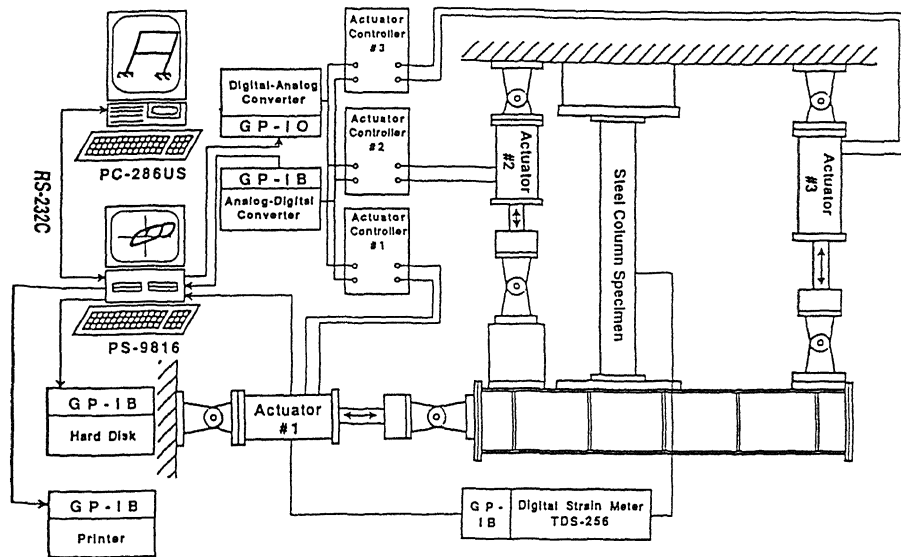 Actuator
Controller
#3
Digital-Analog
Converter
GP-IO
Actuator
Controller
#2
GP-IB
Analog-Digital
Converter
Actuator
Controller
#1
PC-286US
RS-232C
PS-9816
Actuator
#2
Steel Column Specimen
Actuator
#3
GP-IB
Hard Disk
Actuator
#1
GP-IB
Printer
GP-
IB
Digital Strain Meter
TDS-256